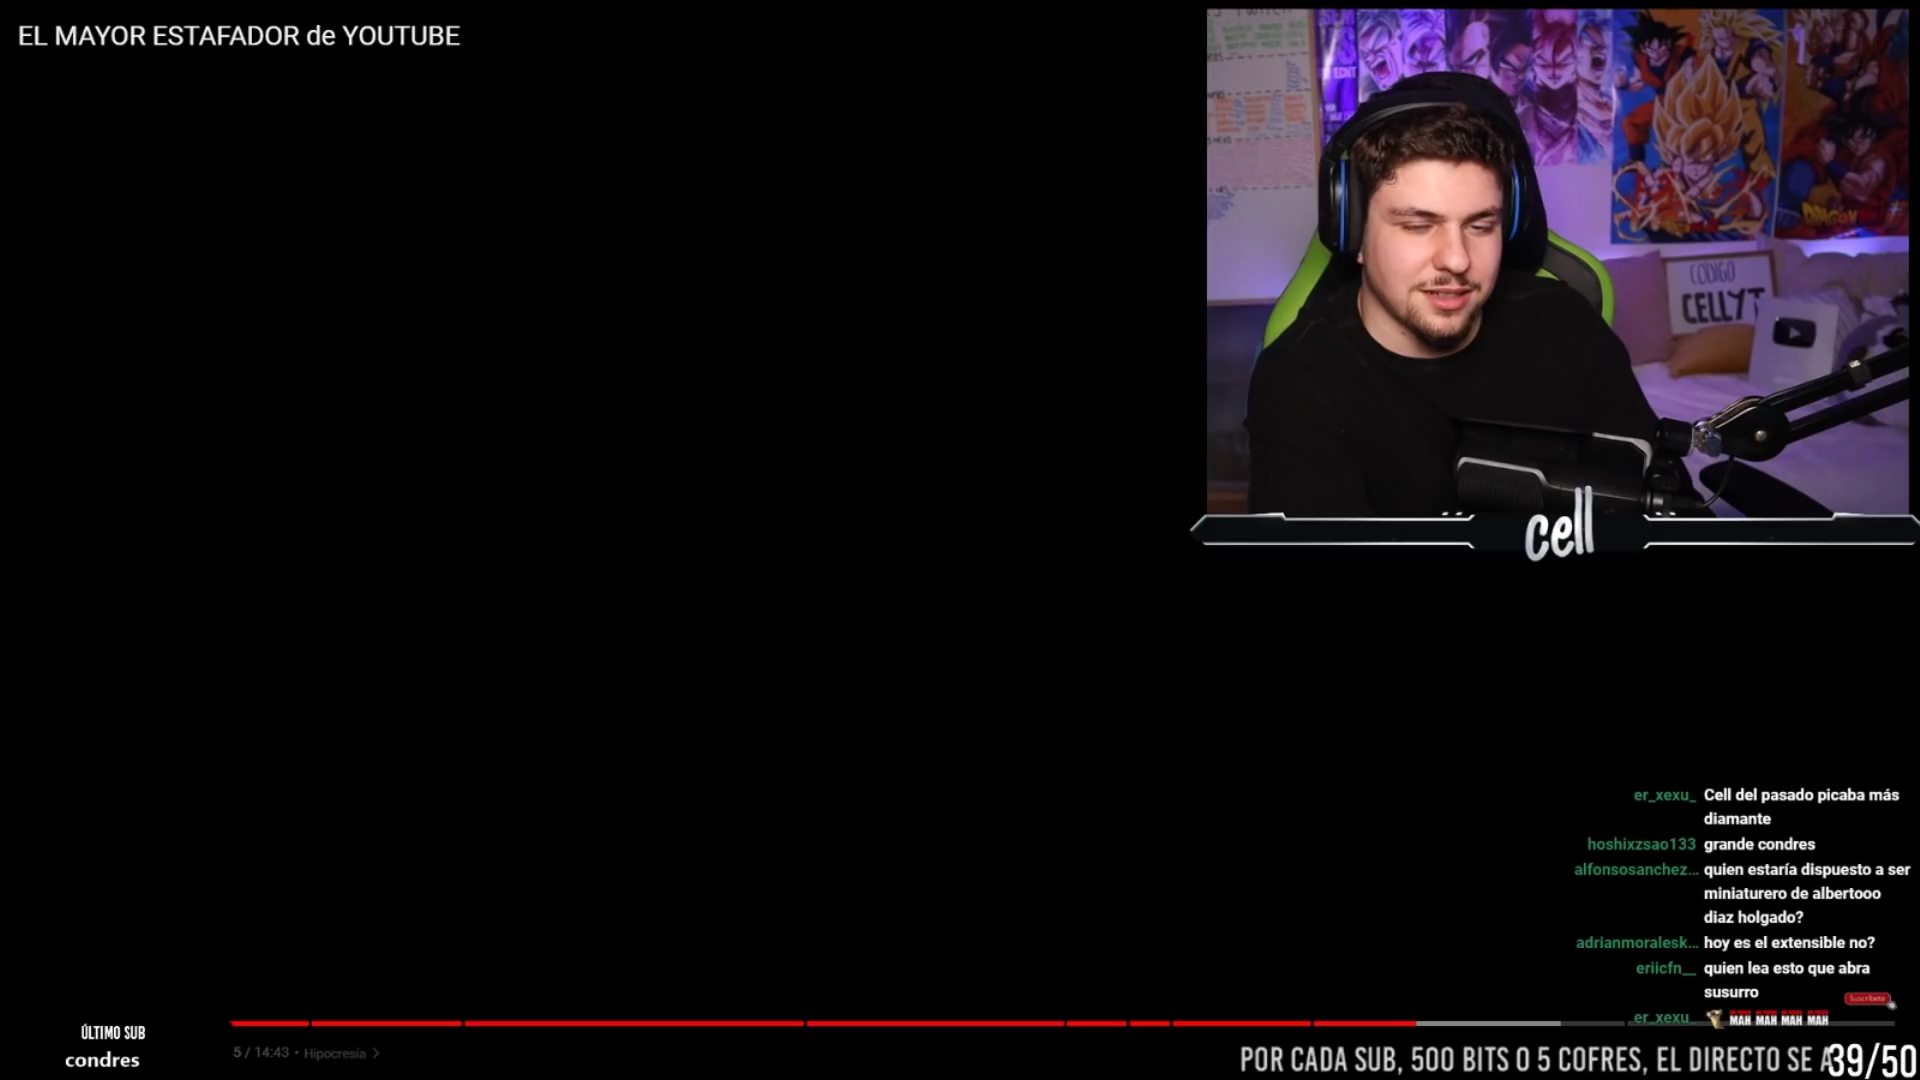 EL MAYOR ESTAFADOR de YOUTUBE
CODIGO
CELLYT
DRAGON
cell
er_xexu_ Cell del pasado picaba más
diamante
hoshixzsao133 grande condres
alfonsosanchez... quien estaría dispuesto a ser
miniaturero de albertooo
diaz holgado?
adrianmoralesk... hoy es el extensible no?
eriicfn__ quien lea esto que abra
susurro
Suscríbete
er_xexu_ MAH MAH MAH MAH
ÚLTIMO SUB
condres
5 / 14:43 • Hipocresía >
POR CADA SUB, 500 BITS O 5 COFRES, EL DIRECTO SE A
39/50